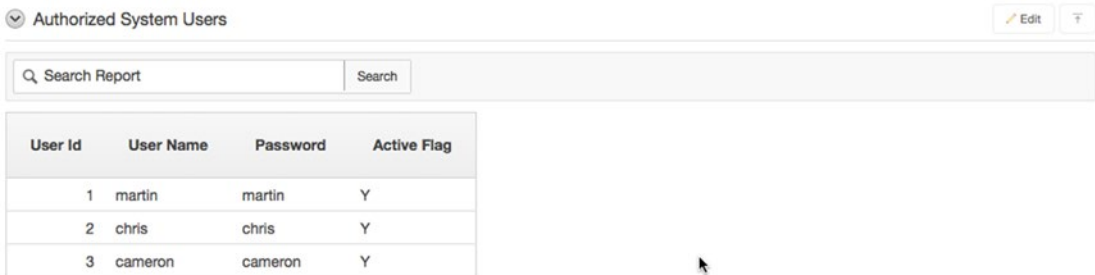 Authorized System Users
Edit
Search Report
Search
User Id User Name Password Active Flag
1 martin martin Y
2 chris chris Y
3 cameron cameron Y